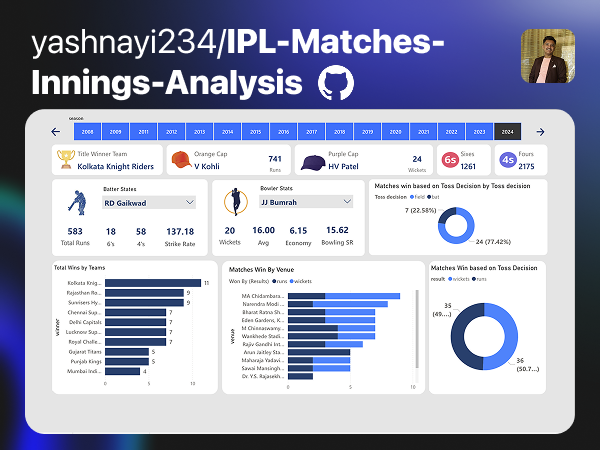 yashnayi234/IPL-Matches-
Innings-Analysis
season
2008 2009 2011 2012 2013 2014 2015 2016 2017 2018 2019 2020 2021 2022 2023 2024
Title Winner Team
Kolkata Knight Riders
Orange Cap
V Kohli
741
Runs
Purple Cap
HV Patel
24
Wickets
6s
Sixes
1261
4s
Fours
2175
Batter States
RD Gaikwad
583 18 58 137.18
Total Runs 6's 4's Strike Rate
Bowler Stats
JJ Bumrah
20 16.00 6.15 15.62
Wickets Avg Economy Bowling SR
Matches win based on Toss Decision by Toss decision
Toss decision field bat
7 (22.58%)
24 (77.42%)
Total Wins by Teams
winner
Kolkata Knig... 11
Rajasthan Ro... 9
Sunrisers Hy... 9
Chennai Sup... 7
Delhi Capitals 7
Lucknow Sup... 7
Royal Challe... 7
Gujarat Titans 5
Punjab Kings 5
Mumbai Indi... 4
0 5 10
Matches Win By Venue
Won By (Results) runs wickets
venue
MA Chidambara...
Narendra Modi ...
Bharat Ratna Sh...
Eden Gardens, K...
M Chinnaswamy...
Wankhede Stadi...
Rajiv Gandhi Int...
Arun Jaitley Sta...
Maharaja Yadavi...
Sawai Mansingh...
Dr. Y.S. Rajasekh...
0 5 10
Matches Win based on Toss Decision
result wickets runs
35
(49....)
36
(50.7...)